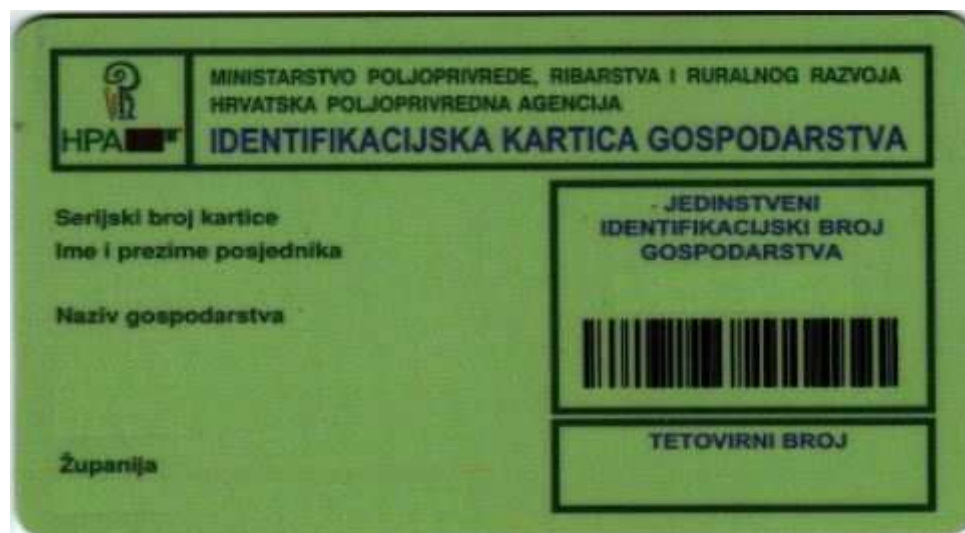 HPA
MINISTARSTVO POLJOPRIVREDE, RIBARSTVA I RURALNOG RAZVOJA
HRVATSKA POLJOPRIVREDNA AGENCIJA
IDENTIFIKACIJSKA KARTICA GOSPODARSTVA
Serijski broj kartice
Ime i prezime posjednika
Naziv gospodarstva
Županija
JEDINSTVENI
IDENTIFIKACIJSKI BROJ
GOSPODARSTVA
TETOVIRNI BROJ